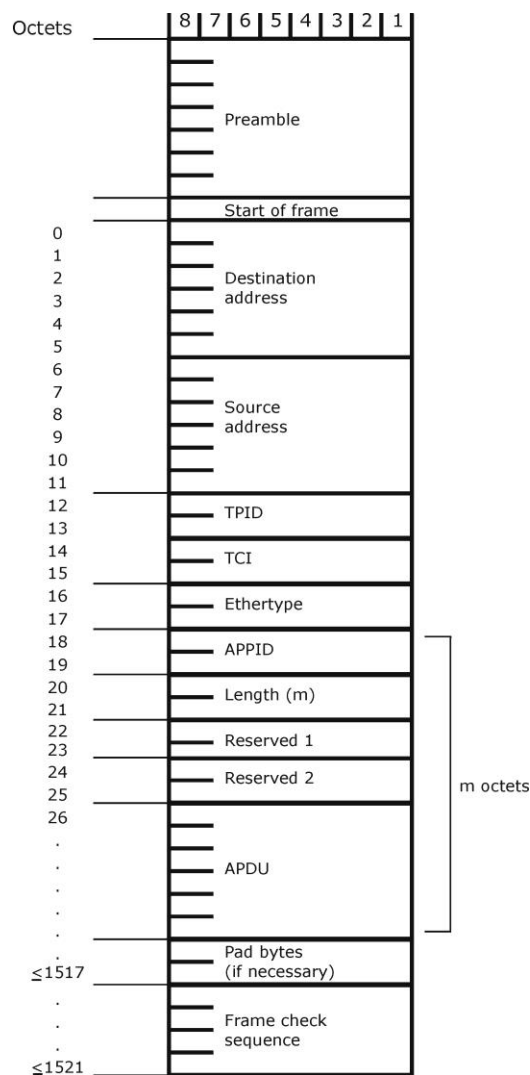 Octets
8 7 6 5 4 3 2 1
Preamble
Start of frame
0
1
2
3
4
5
Destination
address
6
7
8
9
10
11
Source
address
12
13
TPID
14
15
TCI
16
17
Ethertype
18
19
APPID
20
21
Length (m)
22
23
Reserved 1
24
25
Reserved 2
m octets
26
.
.
.
.
.
APDU
.
≤1517
Pad bytes
(if necessary)
.
.
.
≤1521
Frame check
sequence